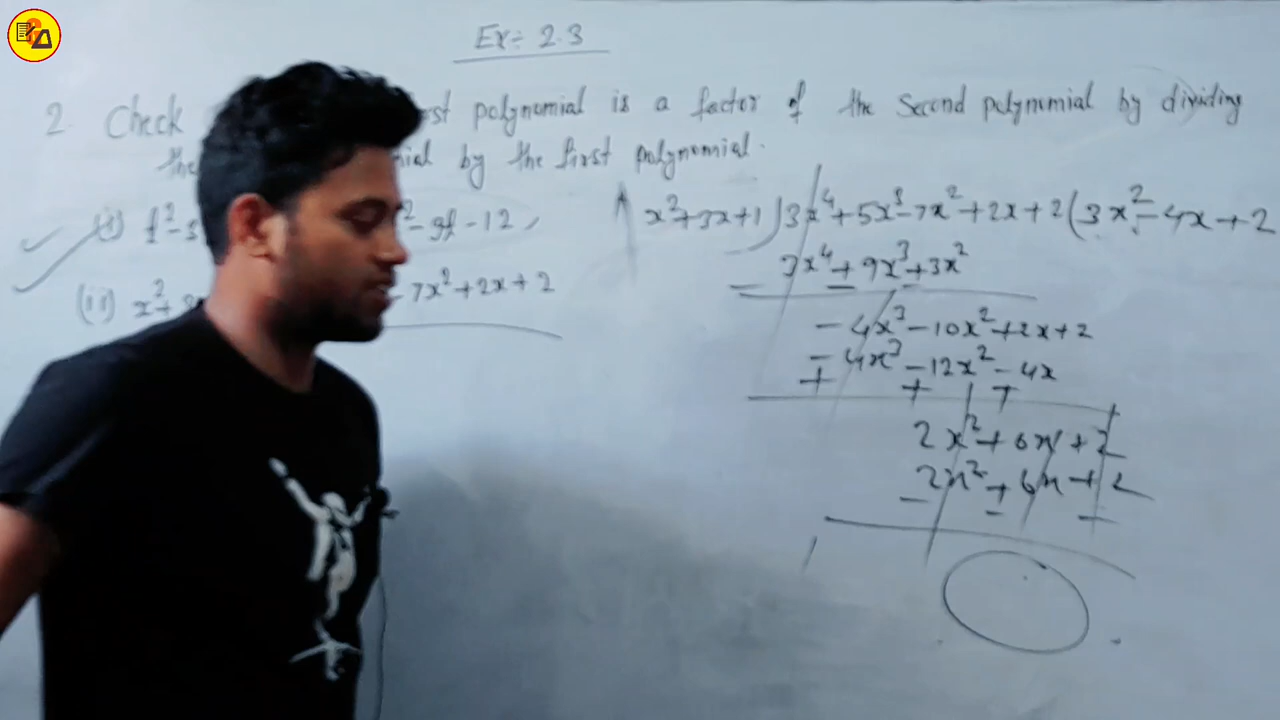 Ex÷ 2.3
2. Check rst polynomial is a factor of the Second polynomial by dividing
the ial by the first polynomial.
(i) t²-3 ²-9t-12,
(ii) x²+3 -7x²+2x+2
x²+3x+1)3x⁴+5x³-7x²+2x+2(3x²-4x+2
3x⁴+9x³+3x²
- - -
-4x³-10x²+2x+2
-4x³-12x²-4x
+ + +
2x²+6x+2
2x²+6x+2
- - -
0